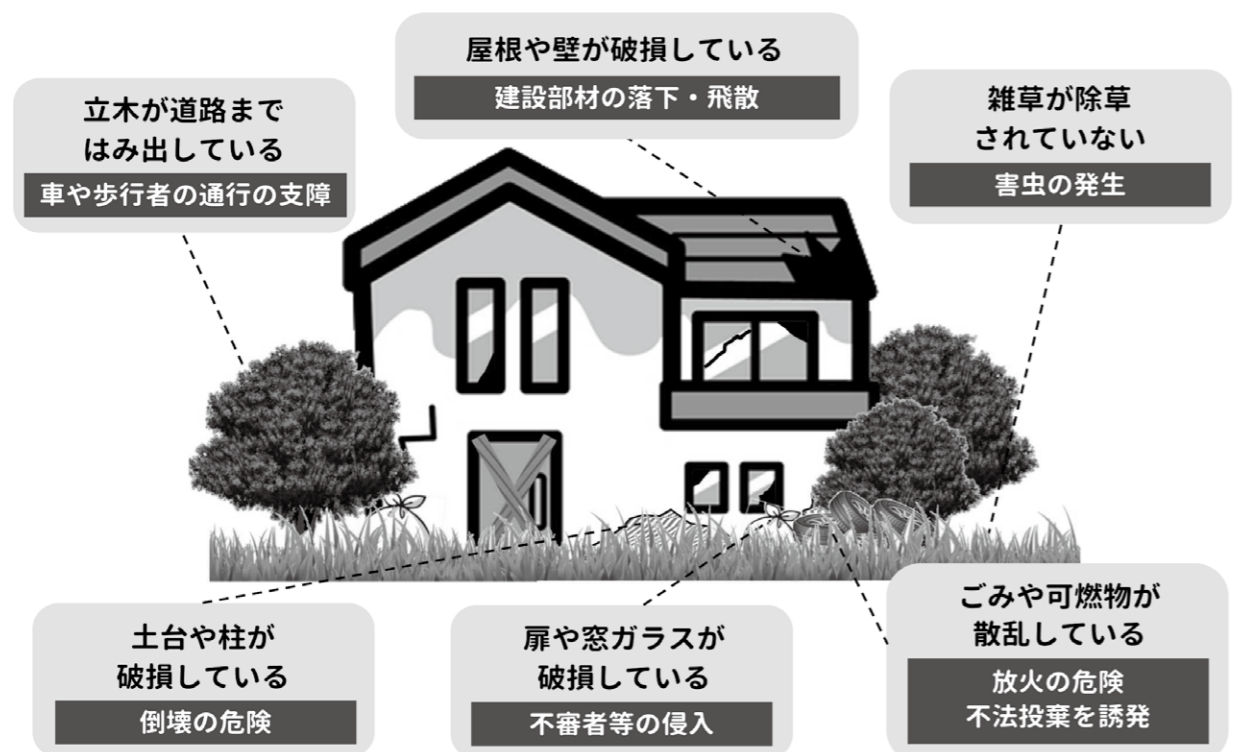 屋根や壁が破損している
建設部材の落下・飛散
立木が道路まで
はみ出している
車や歩行者の通行の支障
雑草が除草
されていない
害虫の発生
土台や柱が
破損している
倒壊の危険
扉や窓ガラスが
破損している
不審者等の侵入
ごみや可燃物が
散乱している
放火の危険
不法投棄を誘発